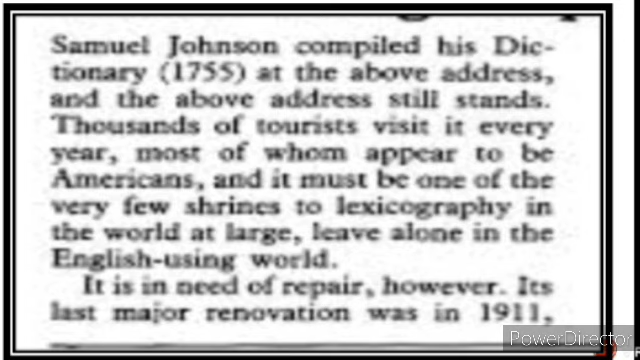 Samuel Johnson compiled his Dic-
tionary (1755) at the above address,
and the above address still stands.
Thousands of tourists visit it every
year, most of whom appear to be
Americans, and it must be one of the
very few shrines to lexicography in
the world at large, leave alone in the
English-using world.
It is in need of repair, however. Its
last major renovation was in 1911,
PowerDirector